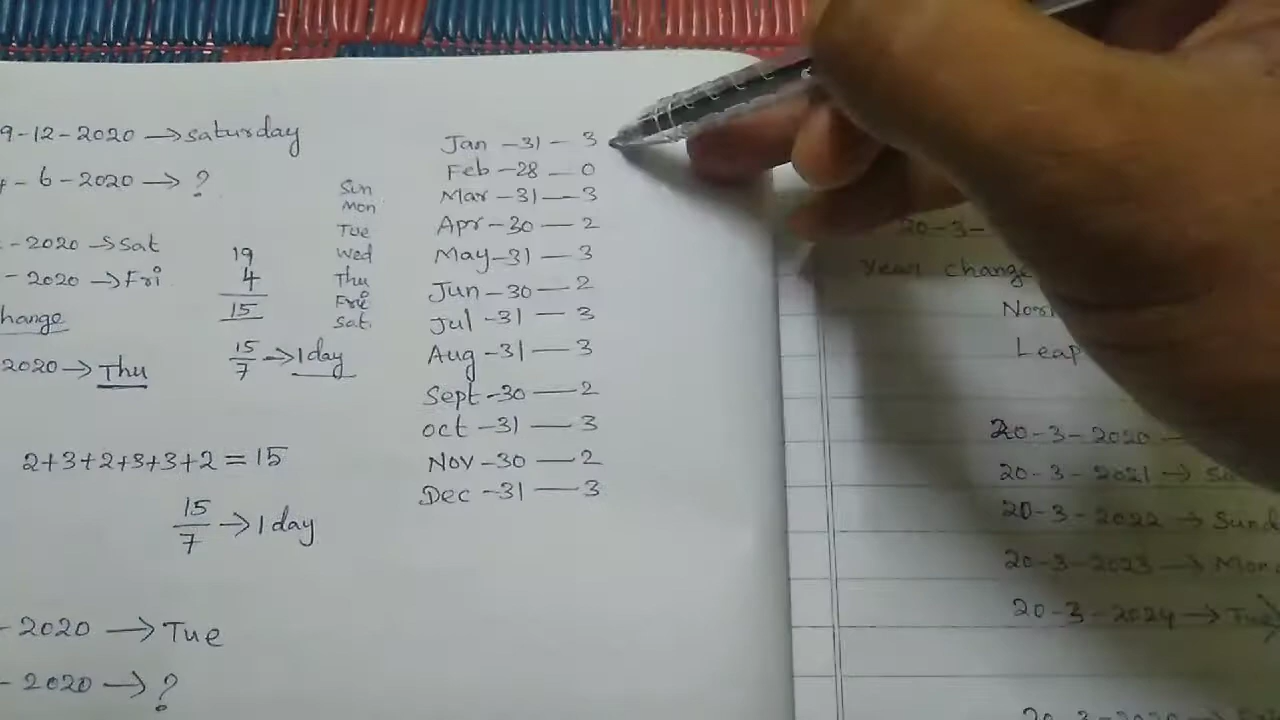 9-12-2020 → saturday
- 6 - 2020 → ?
- 2020 → Sat
- 2020 → Fri
hange
2020 → Thu
19
4
15
15/7 → 1 day
2+3+2+3+3+2 = 15
15/7 → 1 day
- 2020 → Tue
- 2020 → ?
Sun
Mon
Tue
Wed
Thu
Fri
Sat.
Jan - 31 - 3
Feb - 28 - 0
Mar - 31 - 3
Apr - 30 - 2
May - 31 - 3
Jun - 30 - 2
Jul - 31 - 3
Aug - 31 - 3
Sept - 30 - 2
oct - 31 - 3
Nov - 30 - 2
Dec - 31 - 3
20-3-
Year change
Nor
Leap
20-3-2020 →
20-3-2021 → Sa
20-3-2022 → Sund
20-3-2023 → Mon
20-3-2024 → Tue